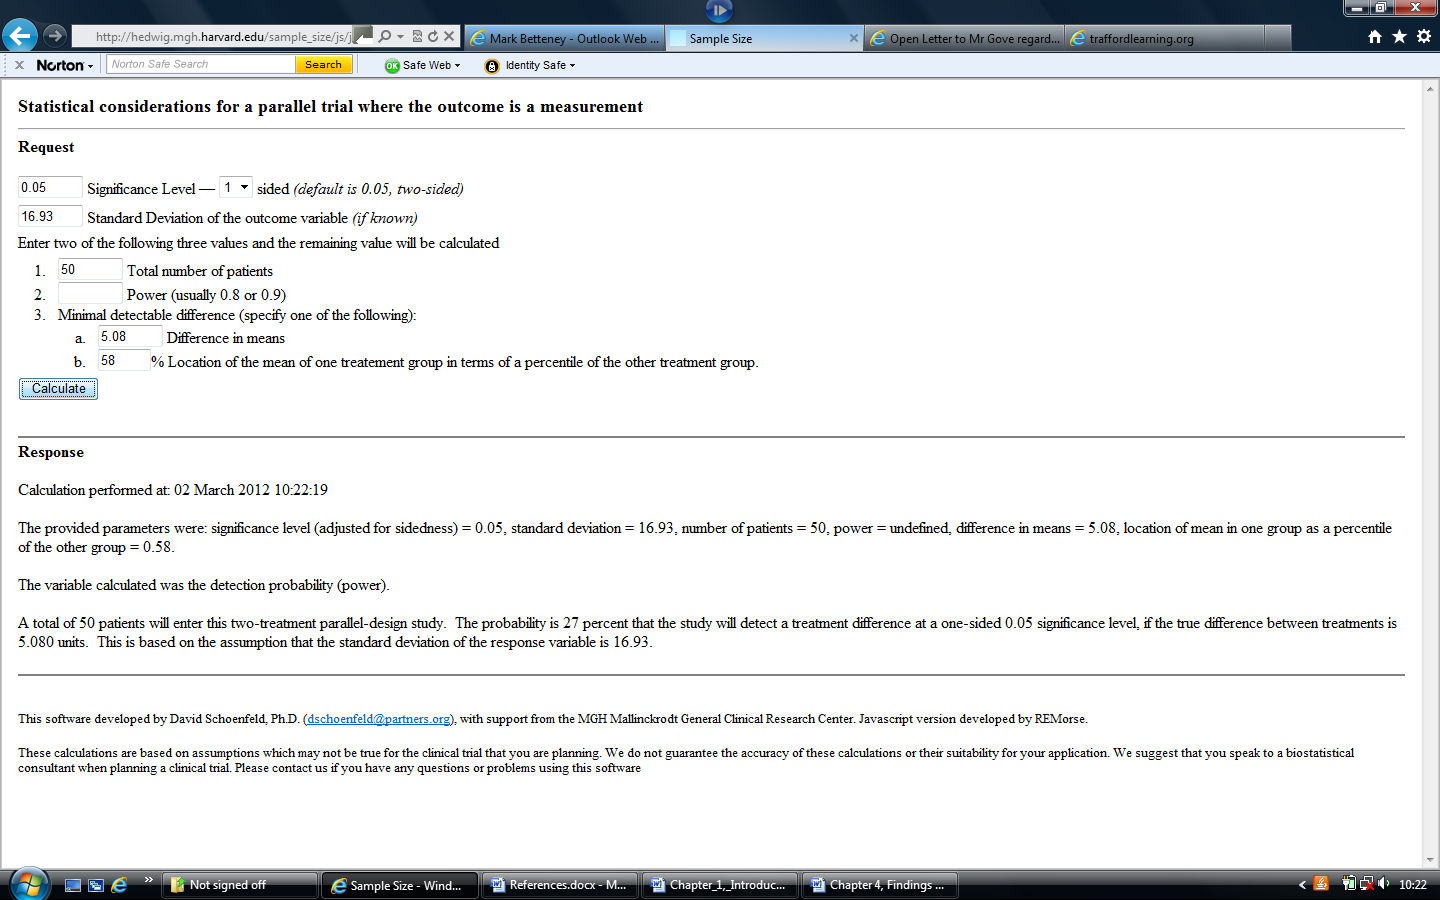 http://hedwig.mgh.harvard.edu/sample_size/js/j
Mark Betteney - Outlook Web ...
Sample Size
Open Letter to Mr Gove regard...
traffordlearning.org
Norton
Norton Safe Search
Search
OK Safe Web
Identity Safe
Statistical considerations for a parallel trial where the outcome is a measurement
Request
0.05 Significance Level — 1 sided (default is 0.05, two-sided)
16.93 Standard Deviation of the outcome variable (if known)
Enter two of the following three values and the remaining value will be calculated
1. 50 Total number of patients
2. Power (usually 0.8 or 0.9)
3. Minimal detectable difference (specify one of the following):
a. 5.08 Difference in means
b. 58 % Location of the mean of one treatement group in terms of a percentile of the other treatment group.
Calculate
Response
Calculation performed at: 02 March 2012 10:22:19
The provided parameters were: significance level (adjusted for sidedness) = 0.05, standard deviation = 16.93, number of patients = 50, power = undefined, difference in means = 5.08, location of mean in one group as a percentile
of the other group = 0.58.
The variable calculated was the detection probability (power).
A total of 50 patients will enter this two-treatment parallel-design study. The probability is 27 percent that the study will detect a treatment difference at a one-sided 0.05 significance level, if the true difference between treatments is
5.080 units. This is based on the assumption that the standard deviation of the response variable is 16.93.
This software developed by David Schoenfeld, Ph.D. (dschoenfeld@partners.org), with support from the MGH Mallinckrodt General Clinical Research Center. Javascript version developed by REMorse.
These calculations are based on assumptions which may not be true for the clinical trial that you are planning. We do not guarantee the accuracy of these calculations or their suitability for your application. We suggest that you speak to a biostatistical
consultant when planning a clinical trial. Please contact us if you have any questions or problems using this software
Not signed off
Sample Size - Wind...
References.docx - M...
Chapter_1,_Introduc...
Chapter 4, Findings ...
10:22